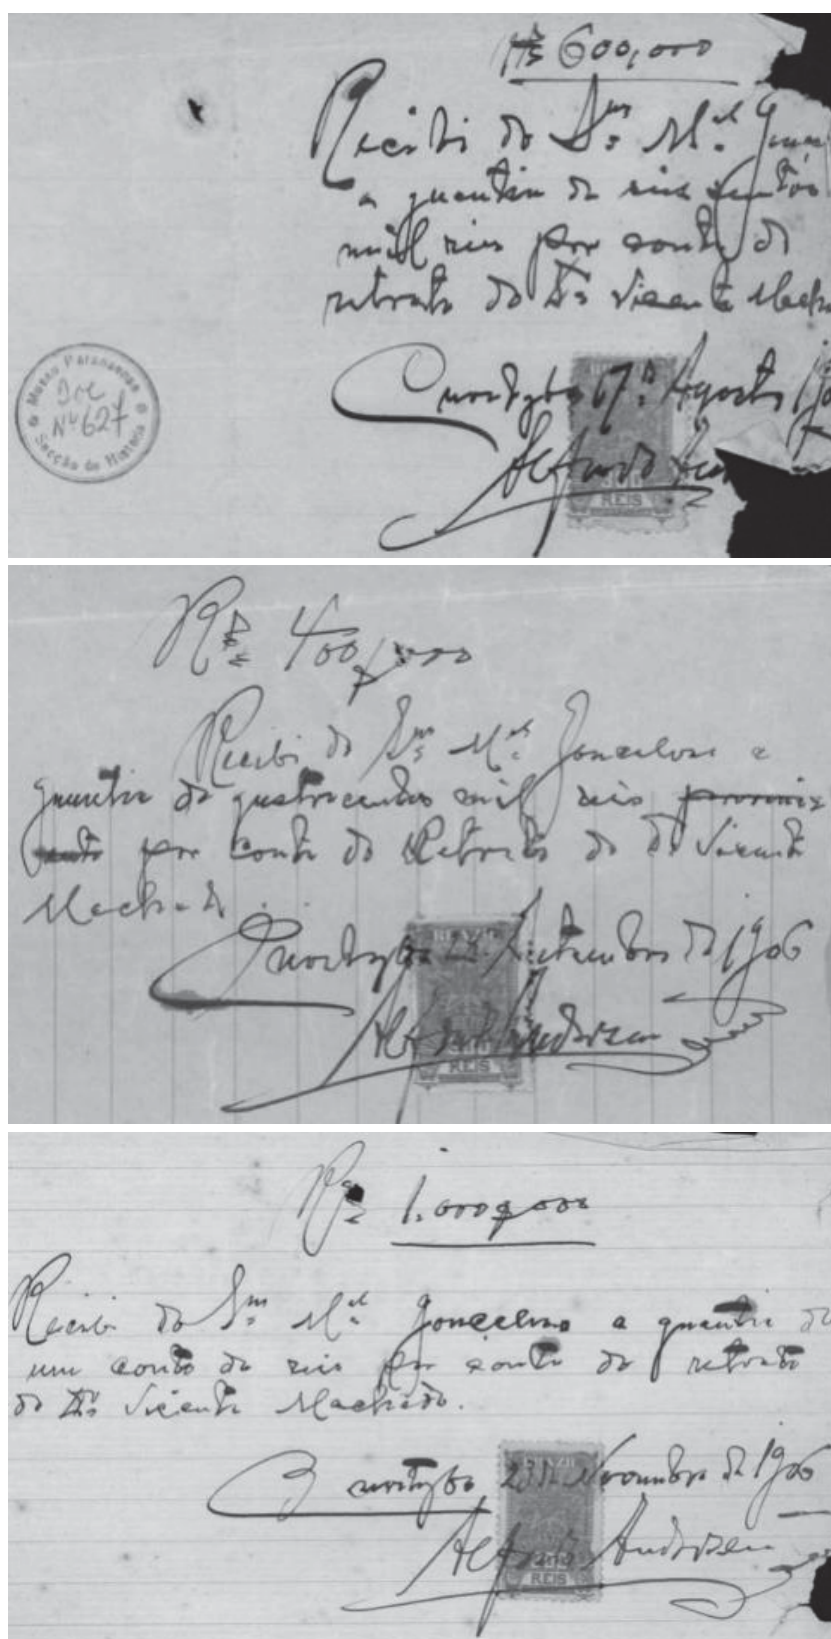 Rs 600,000
Recebi do Snr. Mel.
a quantia de seis centos
mil reis por conta do
retrato do Dr Vicente Mach
Museu Paranaense
Nº 627
Secção de Historia
Curityba 17 d. Agosto
Alfredo
REIS
Rs 400,000
Recebi do Snr. Mel. Goncalves a
quantia de quatrocentos mil reis
por conta do Retrato do Dr Vicente
Machado
BRAZIL
Curityba Setembro de 1906
Alfredo Andersen
REIS
Rs 1.000,000
Recebi do Snr. Mel. Goncalves a quantia de
um conto de reis por conta do retrato
do Dr. Vicente Machado.
Curityba 23 de Novembro de 1906
Alfredo Andersen
REIS